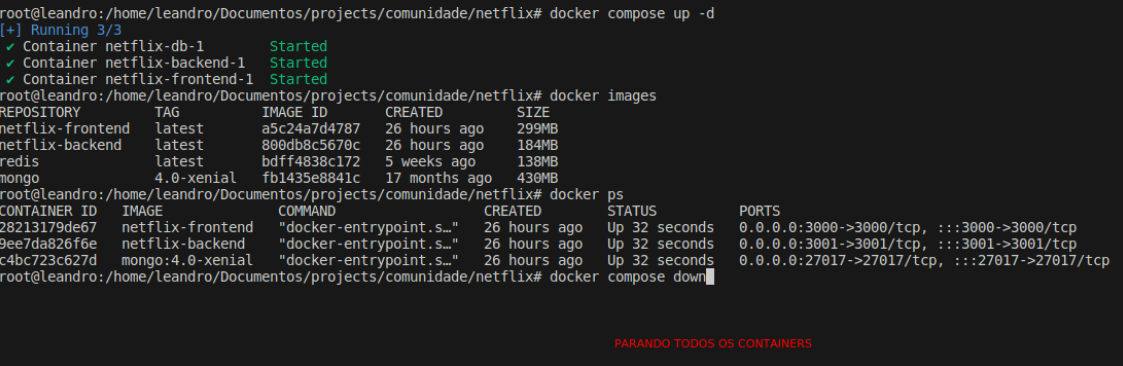 root@leandro:/home/leandro/Documentos/projects/comunidade/netflix# docker compose up -d
[+] Running 3/3
✔ Container netflix-db-1 Started
✔ Container netflix-backend-1 Started
✔ Container netflix-frontend-1 Started
root@leandro:/home/leandro/Documentos/projects/comunidade/netflix# docker images
REPOSITORY TAG IMAGE ID CREATED SIZE
netflix-frontend latest a5c24a7d4787 26 hours ago 299MB
netflix-backend latest 800db8c5670c 26 hours ago 184MB
redis latest bdff4838c172 5 weeks ago 138MB
mongo 4.0-xenial fb1435e8841c 17 months ago 430MB
root@leandro:/home/leandro/Documentos/projects/comunidade/netflix# docker ps
CONTAINER ID IMAGE COMMAND CREATED STATUS PORTS
28213179de67 netflix-frontend "docker-entrypoint.s…" 26 hours ago Up 32 seconds 0.0.0.0:3000->3000/tcp, :::3000->3000/tcp
9ee7da826f6e netflix-backend "docker-entrypoint.s…" 26 hours ago Up 32 seconds 0.0.0.0:3001->3001/tcp, :::3001->3001/tcp
c4bc723c627d mongo:4.0-xenial "docker-entrypoint.s…" 26 hours ago Up 32 seconds 0.0.0.0:27017->27017/tcp, :::27017->27017/tcp
root@leandro:/home/leandro/Documentos/projects/comunidade/netflix# docker compose down
PARANDO TODOS OS CONTAINERS